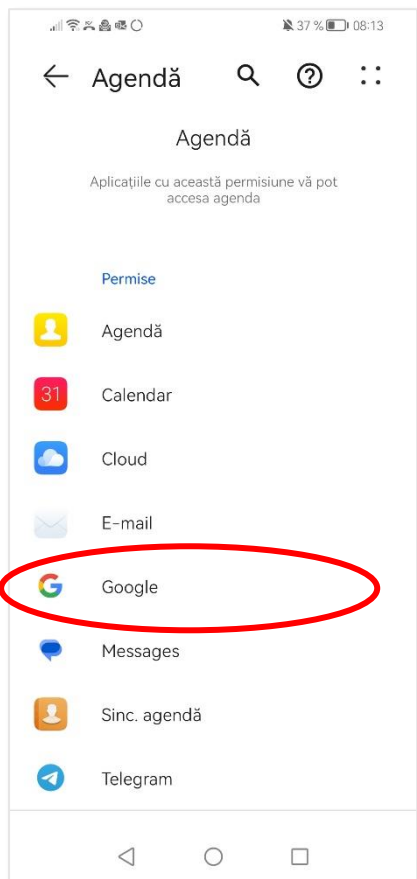 37 % 08:13
Agendă
Agendă
Aplicațiile cu această permisiune vă pot
accesa agenda
Permise
Agendă
31 Calendar
Cloud
E-mail
Google
Messages
Sinc. agendă
Telegram